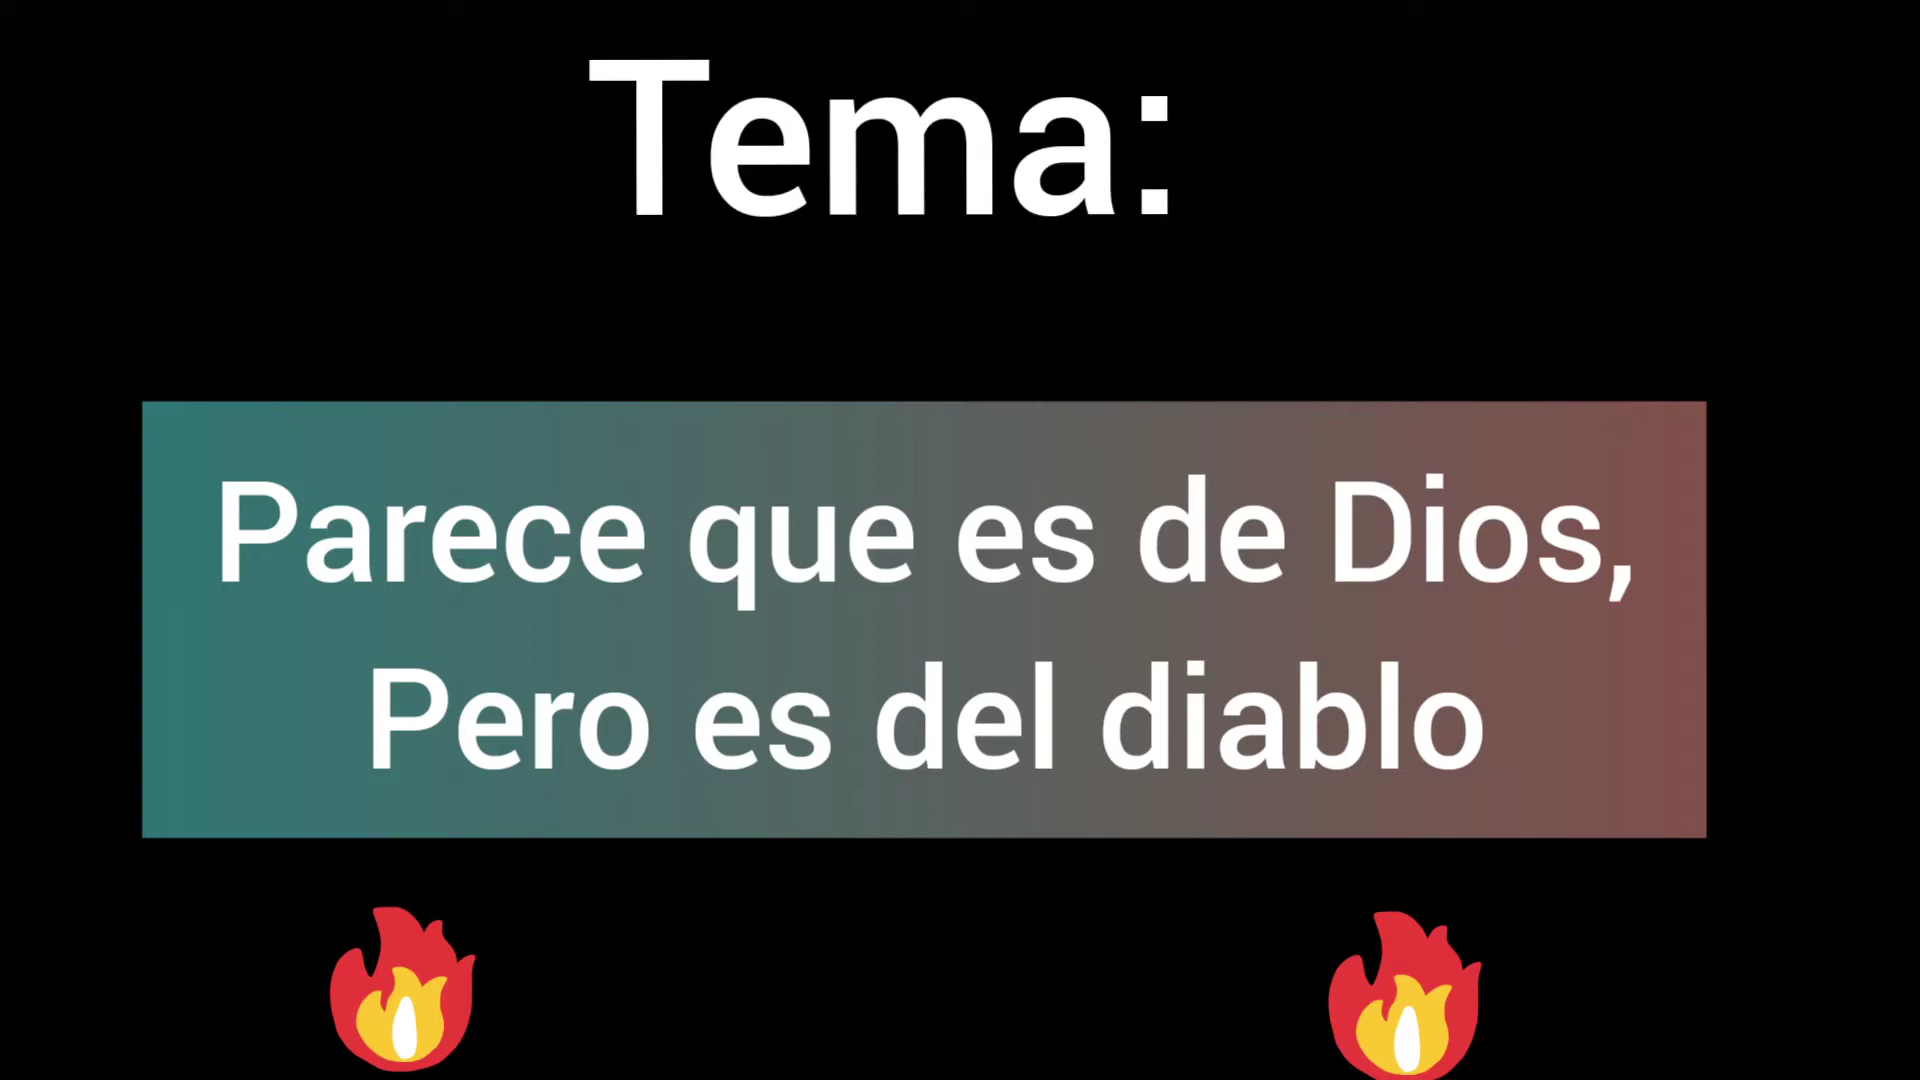 Tema:
Parece que es de Dios,
Pero es del diablo